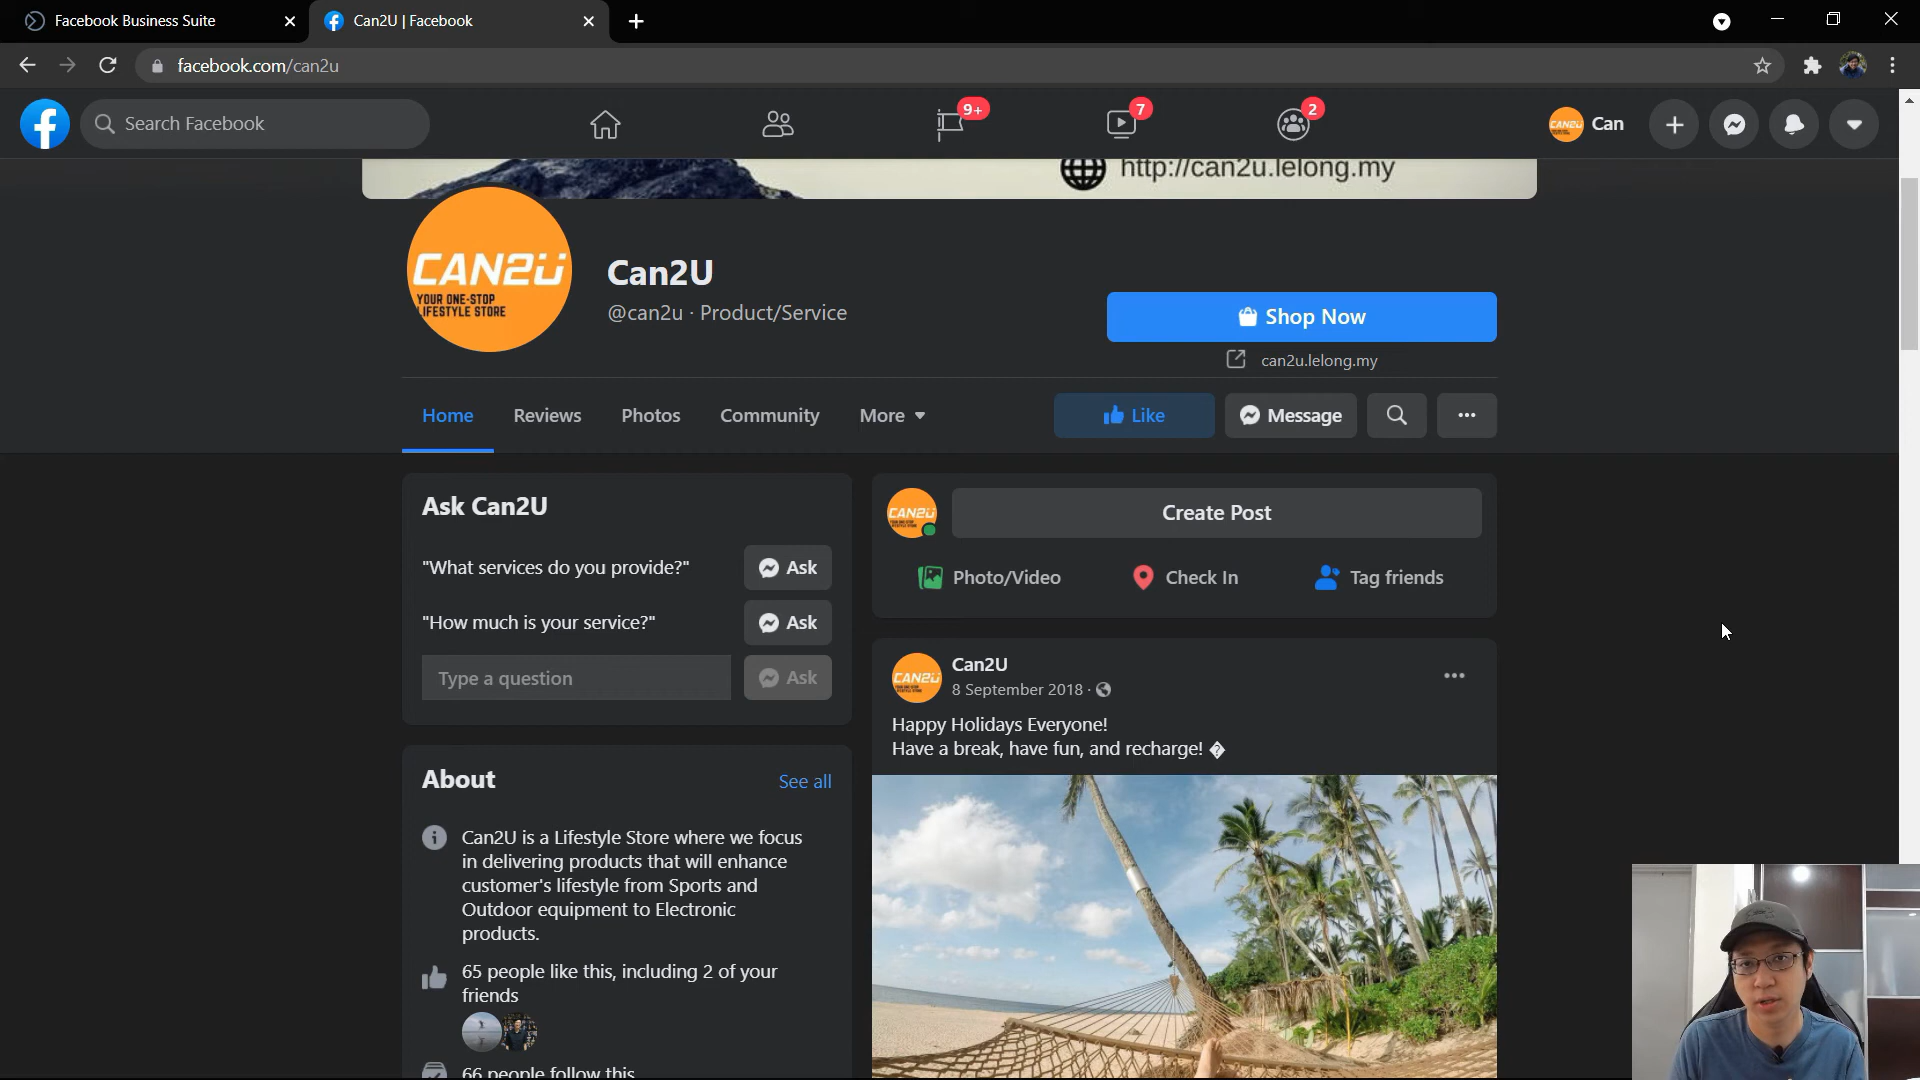 Facebook Business Suite
Can2U | Facebook
facebook.com/can2u
Search Facebook
9+
7
2
CAN2U
Can
http://can2u.lelong.my
CAN2U
YOUR ONE-STOP
LIFESTYLE STORE
Can2U
@can2u · Product/Service
Shop Now
can2u.lelong.my
Home
Reviews
Photos
Community
More
Like
Message
Ask Can2U
"What services do you provide?"
Ask
"How much is your service?"
Ask
Type a question
Ask
About
See all
Can2U is a Lifestyle Store where we focus
in delivering products that will enhance
customer's lifestyle from Sports and
Outdoor equipment to Electronic
products.
65 people like this, including 2 of your
friends
66 people follow this
CAN2U
Create Post
Photo/Video
Check In
Tag friends
CAN2U
Can2U
8 September 2018 ·
Happy Holidays Everyone!
Have a break, have fun, and recharge! �